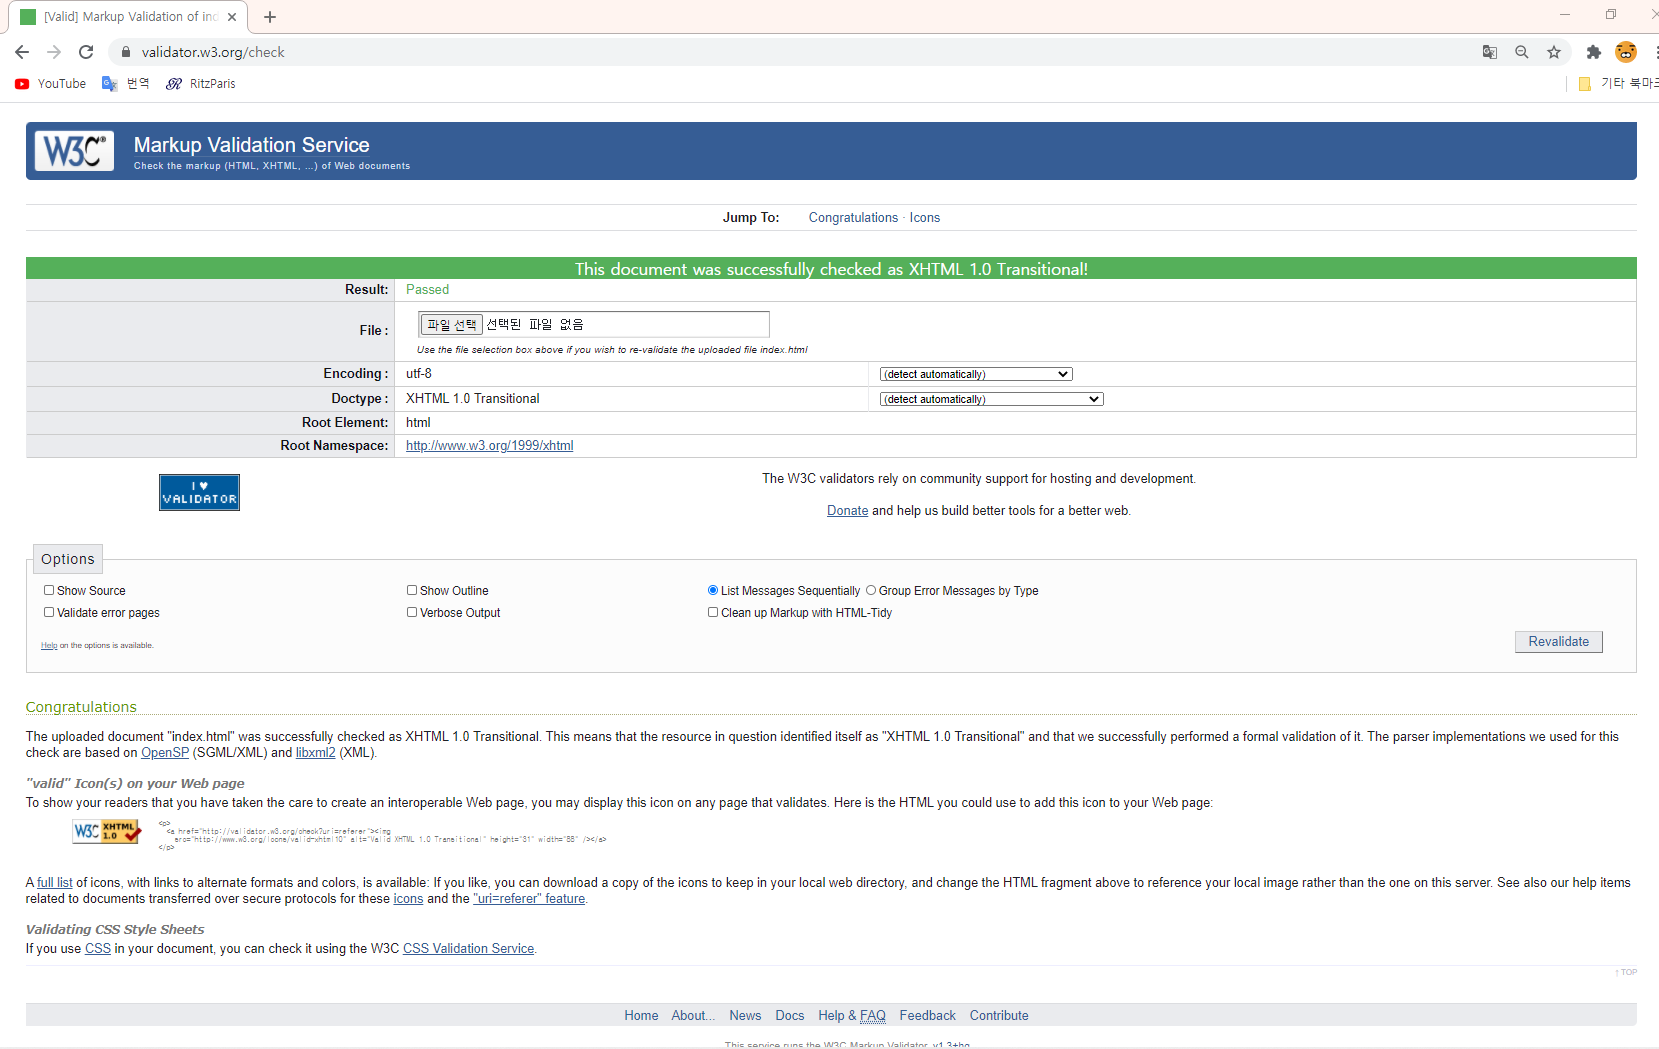 [Valid] Markup Validation of ind
validator.w3.org/check
YouTube 번역 RitzParis 기타 북마크
W3C® Markup Validation Service
Check the markup (HTML, XHTML, ...) of Web documents
Jump To: Congratulations · Icons
This document was successfully checked as XHTML 1.0 Transitional!
Result: Passed
File : 파일 선택 선택된 파일 없음
Use the file selection box above if you wish to re-validate the uploaded file index.html
Encoding : utf-8 (detect automatically)
Doctype : XHTML 1.0 Transitional (detect automatically)
Root Element: html
Root Namespace: http://www.w3.org/1999/xhtml
I ♥ VALIDATOR
The W3C validators rely on community support for hosting and development.
Donate and help us build better tools for a better web.
Options
Show Source Show Outline List Messages Sequentially Group Error Messages by Type
Validate error pages Verbose Output Clean up Markup with HTML-Tidy
Help on the options is available.
Revalidate
Congratulations
The uploaded document "index.html" was successfully checked as XHTML 1.0 Transitional. This means that the resource in question identified itself as "XHTML 1.0 Transitional" and that we successfully performed a formal validation of it. The parser implementations we used for this
check are based on OpenSP (SGML/XML) and libxml2 (XML).
"valid" Icon(s) on your Web page
To show your readers that you have taken the care to create an interoperable Web page, you may display this icon on any page that validates. Here is the HTML you could use to add this icon to your Web page:
W3C XHTML 1.0
<p>
<a href="http://validator.w3.org/check?uri=referer"><img
src="http://www.w3.org/Icons/valid-xhtml10" alt="Valid XHTML 1.0 Transitional" height="31" width="88" /></a>
</p>
A full list of icons, with links to alternate formats and colors, is available: If you like, you can download a copy of the icons to keep in your local web directory, and change the HTML fragment above to reference your local image rather than the one on this server. See also our help items
related to documents transferred over secure protocols for these icons and the "uri=referer" feature.
Validating CSS Style Sheets
If you use CSS in your document, you can check it using the W3C CSS Validation Service.
↑ TOP
Home About... News Docs Help & FAQ Feedback Contribute
This service runs the W3C Markup Validator, v1.3+hg